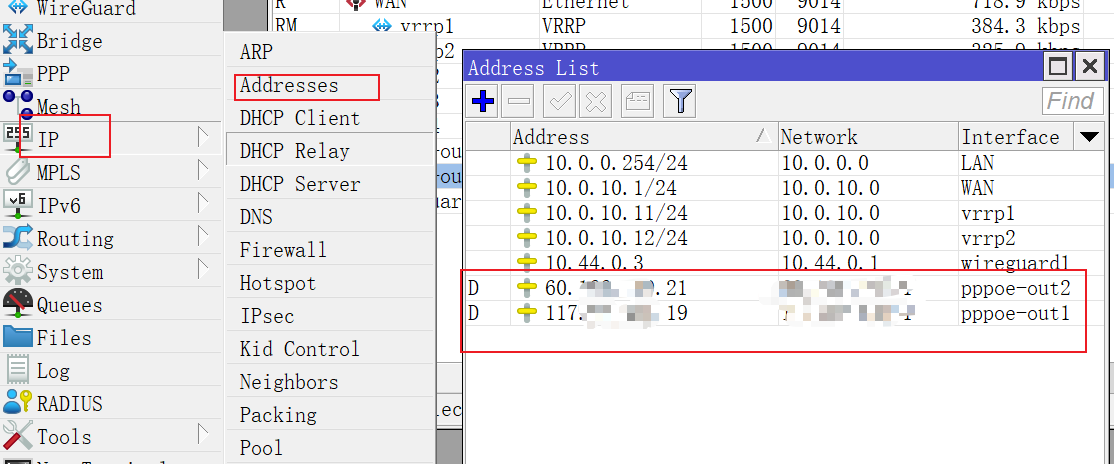 WireGuard
Bridge
PPP
Mesh
IP
MPLS
IPv6
Routing
System
Queues
Files
Log
RADIUS
Tools
ARP
Addresses
DHCP Client
DHCP Relay
DHCP Server
DNS
Firewall
Hotspot
IPsec
Kid Control
Neighbors
Packing
Pool
R WAN Ethernet 1500 9014 718.9 kbps
RM vrrp1 VRRP 1500 9014 384.3 kbps
Address List
Find
Address Network Interface
10.0.0.254/24 10.0.0.0 LAN
10.0.10.1/24 10.0.10.0 WAN
10.0.10.11/24 10.0.10.0 vrrp1
10.0.10.12/24 10.0.10.0 vrrp2
10.44.0.3 10.44.0.1 wireguard1
D 60. .21 pppoe-out2
D 117. 19 pppoe-out1